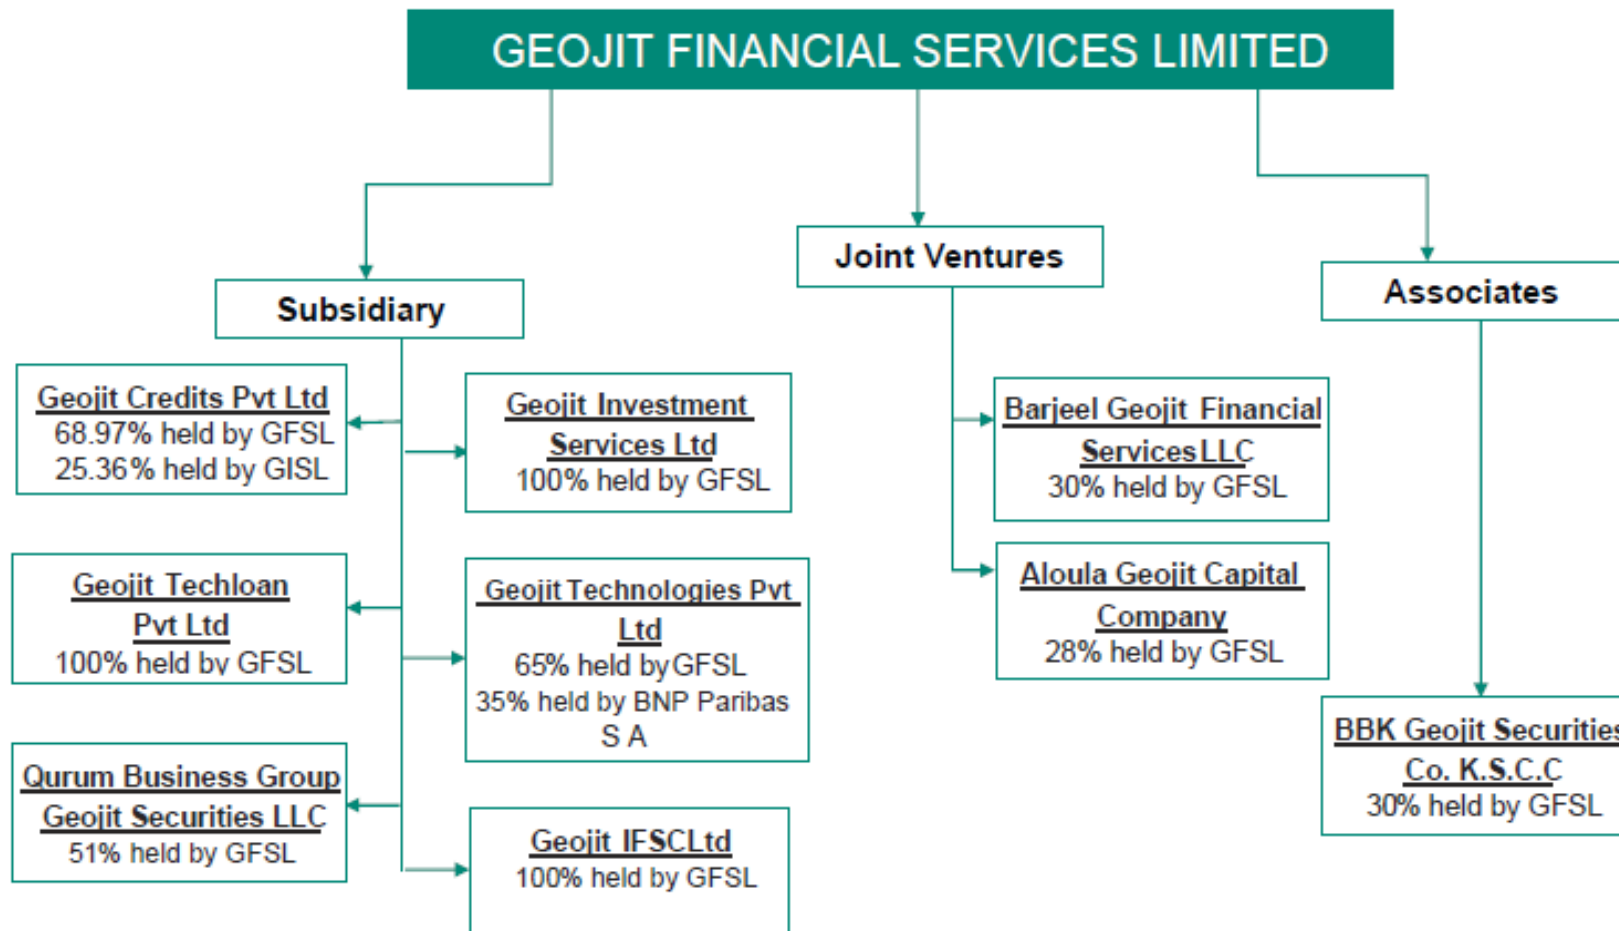 GEOJIT FINANCIAL SERVICES LIMITED
Subsidiary
Geojit Credits Pvt Ltd
68.97% held by GFSL
25.36% held by GISL
Geojit Investment
Services Ltd
100% held by GFSL
Geojit Techloan
Pvt Ltd
100% held by GFSL
Geojit Technologies Pvt
Ltd
65% held by GFSL
35% held by BNP Paribas
S A
Qurum Business Group
Geojit Securities LLC
51% held by GFSL
Geojit IFSCLtd
100% held by GFSL
Joint Ventures
Barjeel Geojit Financial
Services LLC
30% held by GFSL
Aloula Geojit Capital
Company
28% held by GFSL
Associates
BBK Geojit Securities
Co. K.S.C.C
30% held by GFSL